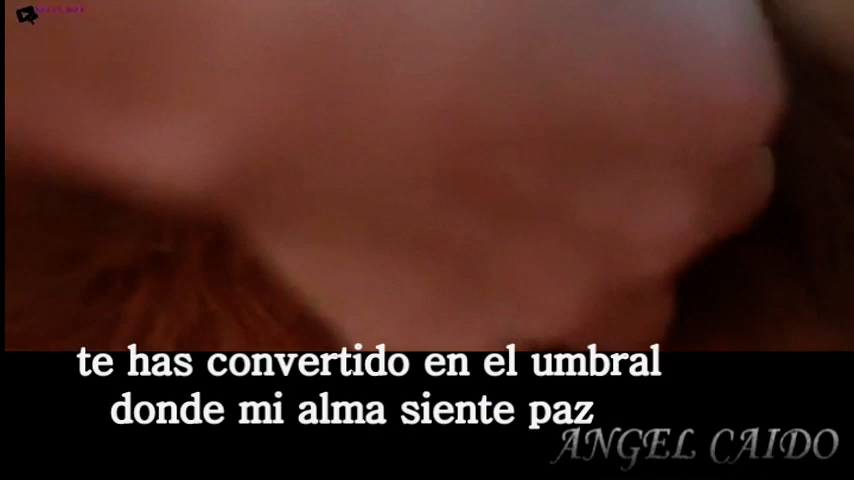 te has convertido en el umbral
donde mi alma siente paz
ANGEL CAIDO